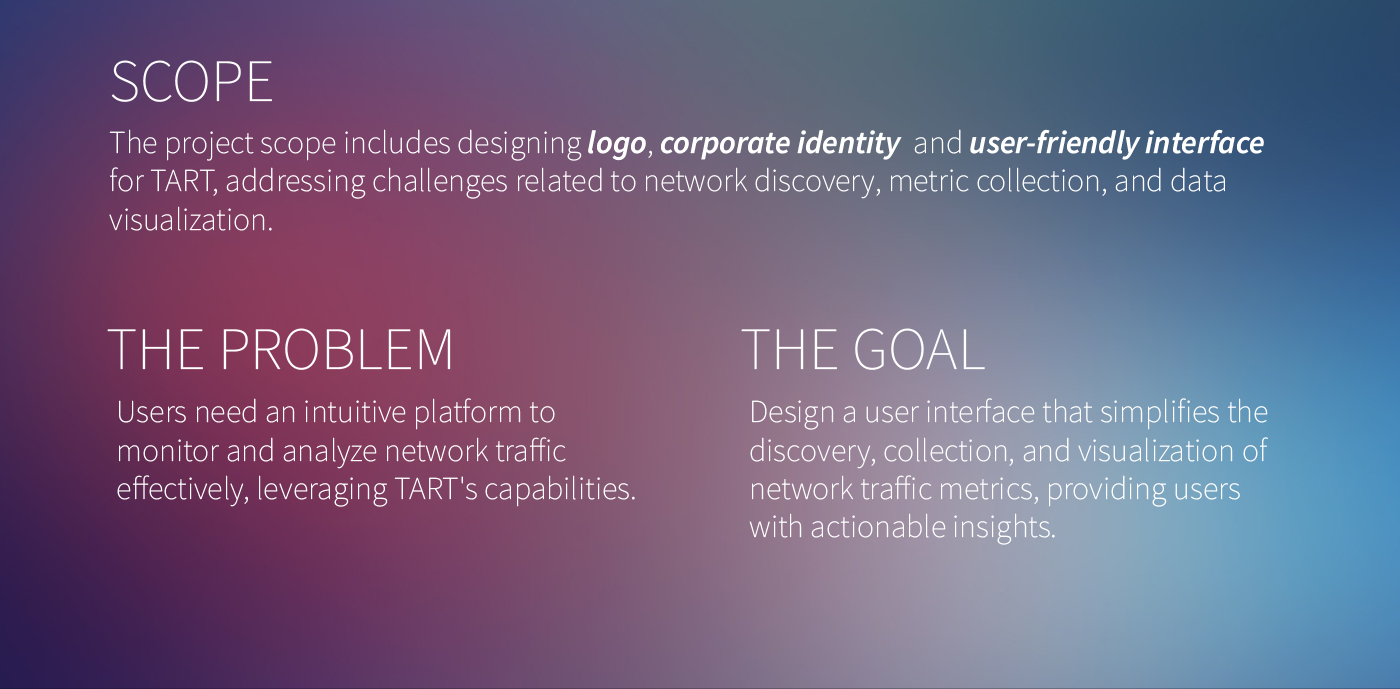 SCOPE
The project scope includes designing logo, corporate identity and user-friendly interface
for TART, addressing challenges related to network discovery, metric collection, and data
visualization.
THE PROBLEM
Users need an intuitive platform to
monitor and analyze network traffic
effectively, leveraging TART's capabilities.
THE GOAL
Design a user interface that simplifies the
discovery, collection, and visualization of
network traffic metrics, providing users
with actionable insights.